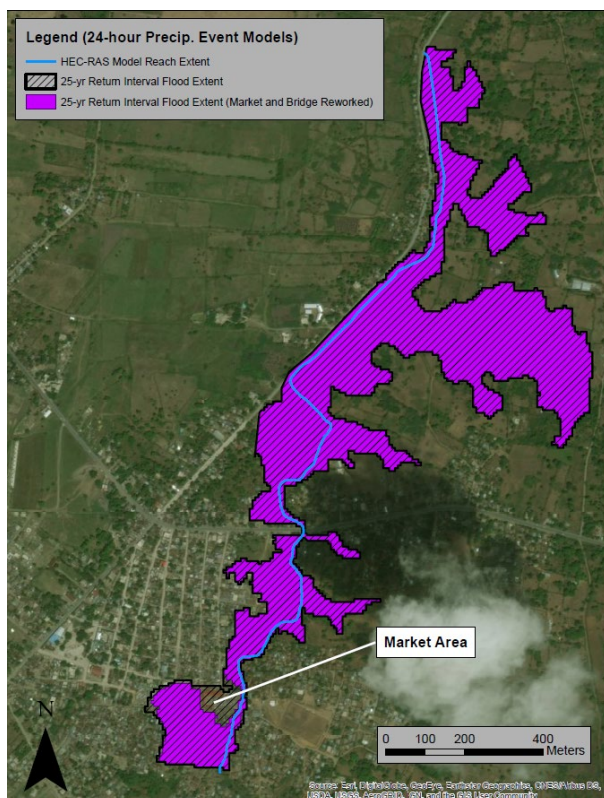 Legend (24-hour Precip. Event Models)
HEC-RAS Model Reach Extent
25-yr Return Interval Flood Extent
25-yr Return Interval Flood Extent (Market and Bridge Reworked)
Market Area
N
0 100 200 400
Meters
Source: Esri, DigitalGlobe, GeoEye, Earthstar Geographics, CNES/Airbus DS,
USDA, USGS, AeroGRID, IGN, and the GIS User Community